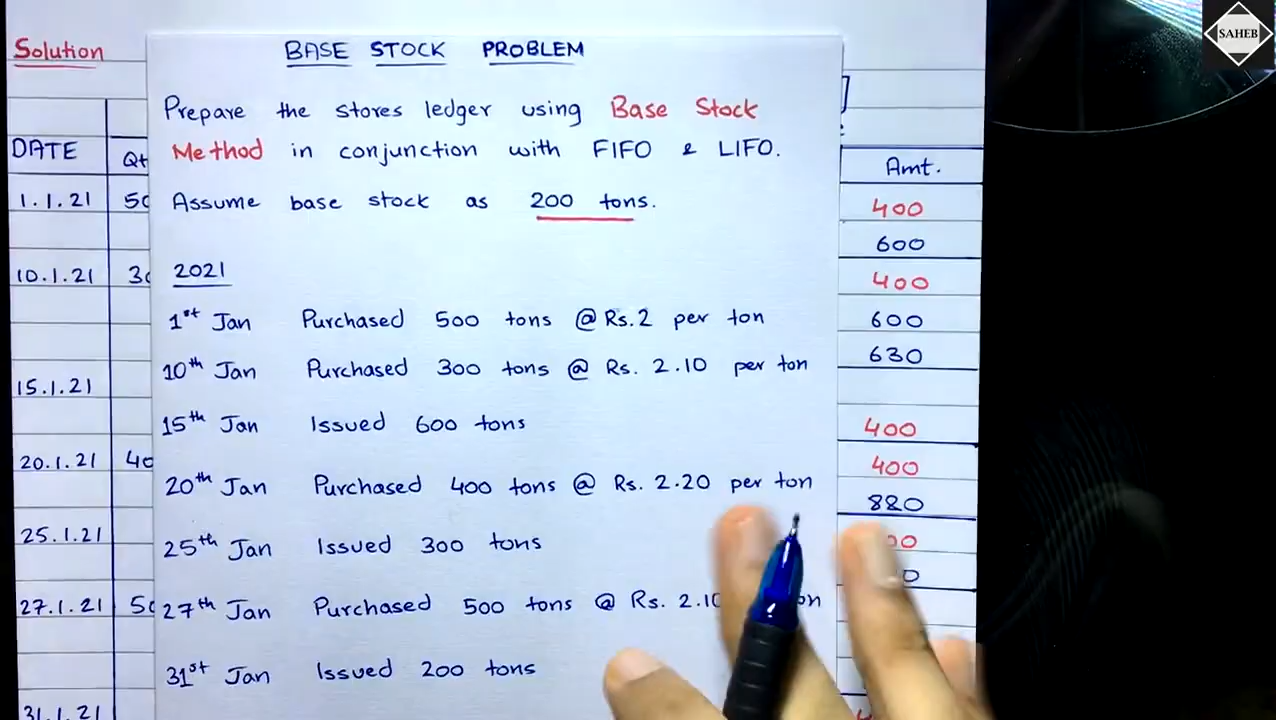 SAHEB
Solution
BASE STOCK PROBLEM
Prepare the stores ledger using Base Stock
Method in conjunction with FIFO & LIFO.
Assume base stock as 200 tons.
2021
1st Jan Purchased 500 tons @ Rs.2 per ton
10th Jan Purchased 300 tons @ Rs. 2.10 per ton
15th Jan Issued 600 tons
20th Jan Purchased 400 tons @ Rs. 2.20 per ton
25th Jan Issued 300 tons
27th Jan Purchased 500 tons @ Rs.
31st Jan Issued 200 tons
DATE
1.1.21
10.1.21
15.1.21
20.1.21
25.1.21
27.1.21
31.1.21
Amt.
400
600
400
600
630
400
400
880